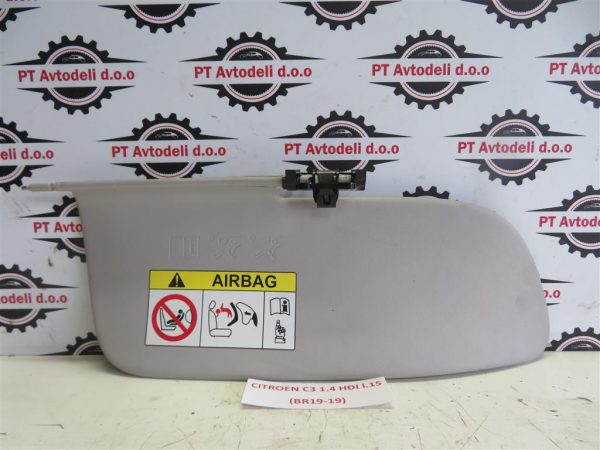 PT Avtodeli d.o.o
PT Avtodeli d.o.o
PT Avtodeli d.o.o
PT Avtodeli d.o.o
PT Avtodeli d.o.o
PT Avtodeli d.o.o
AIRBAG
CITROEN C3 1.4 HDI l.15
(BR19-19)